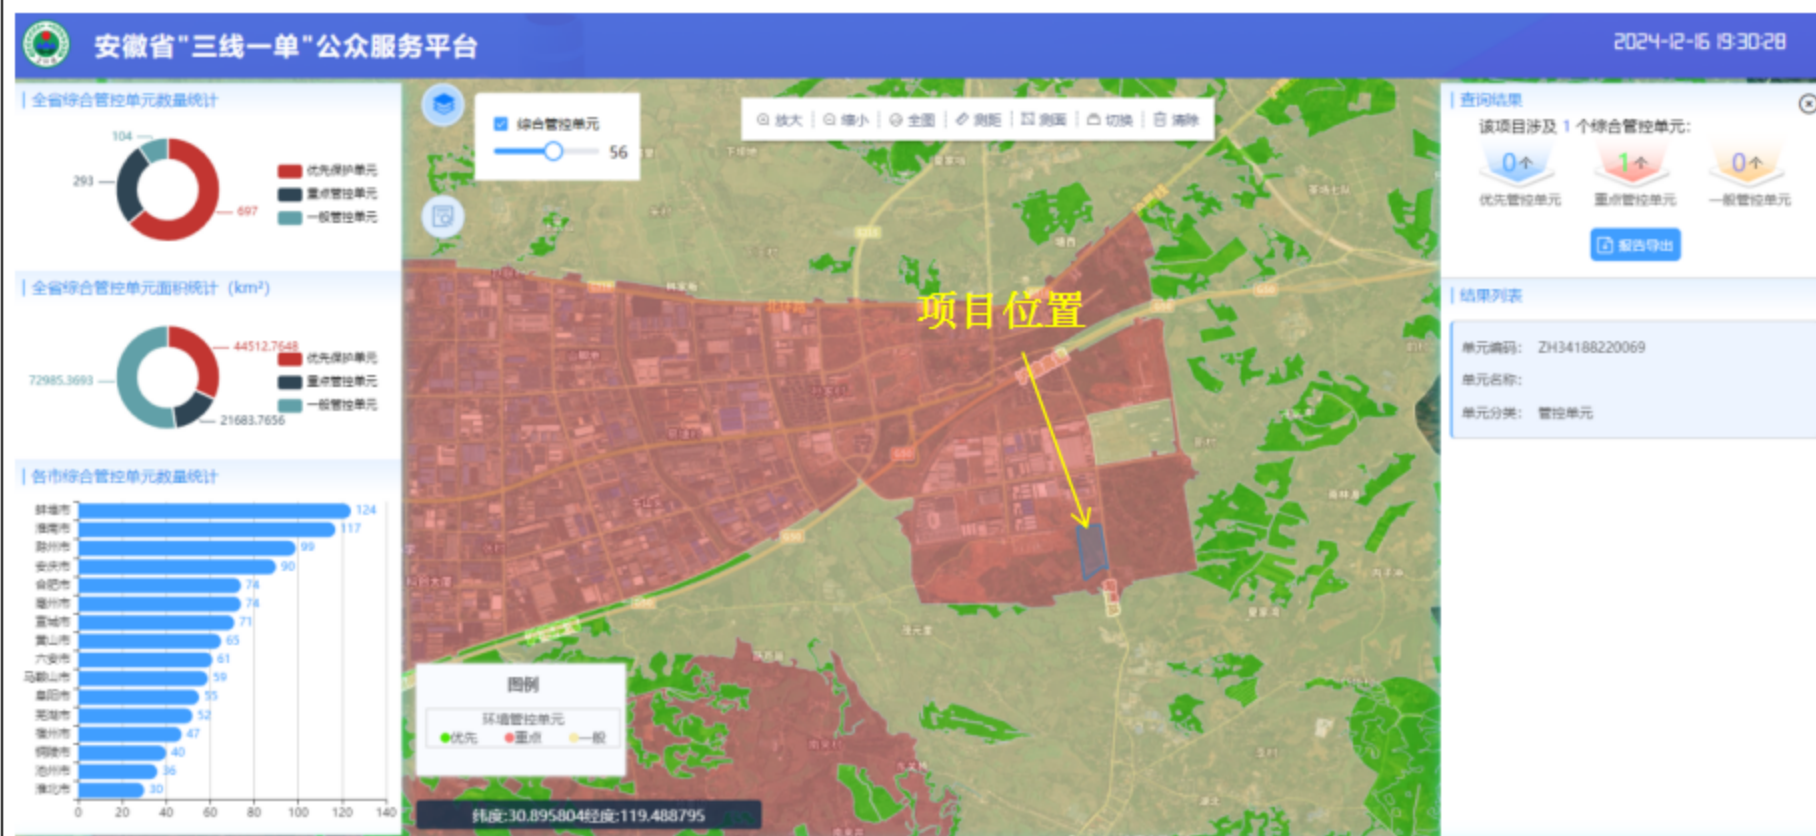 安徽省"三线一单"公众服务平台
2024-12-16 19:30:28
全省综合管控单元数量统计
104
293
697
优先保护单元
重点管控单元
一般管控单元
全省综合管控单元面积统计（km²）
44512.7648
72985.3693
21683.7656
优先保护单元
重点管控单元
一般管控单元
各市综合管控单元数量统计
蚌埠市 124
淮南市 117
滁州市 99
安庆市 90
合肥市 74
亳州市 74
宣城市 71
黄山市 65
六安市 61
马鞍山市 59
阜阳市 55
芜湖市 52
宿州市 47
铜陵市 40
池州市 36
淮北市 30
0 20 40 60 80 100 120 140
综合管控单元
56
放大 缩小 全图 测距 测面 切换 清除
项目位置
图例
环境管控单元
优先 重点 一般
纬度:30.895804经度:119.488795
查询结果
该项目涉及 1 个综合管控单元：
0个 1个 0个
优先管控单元 重点管控单元 一般管控单元
报告导出
结果列表
单元编码： ZH34188220069
单元名称：
单元分类： 管控单元